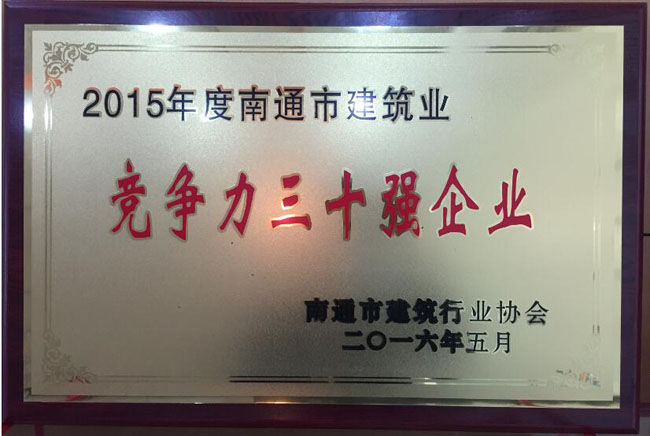 2015年度南通市建筑业
竞争力三十强企业
南通市建筑行业协会
二〇一六年五月